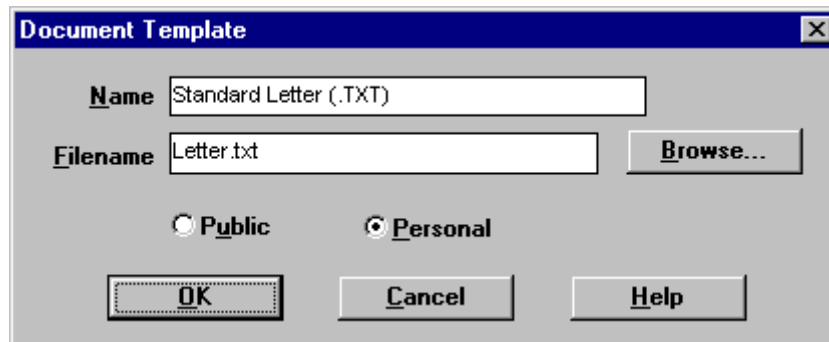 Document Template
Name Standard Letter (.TXT)
Filename Letter.txt Browse...
Public Personal
OK Cancel Help